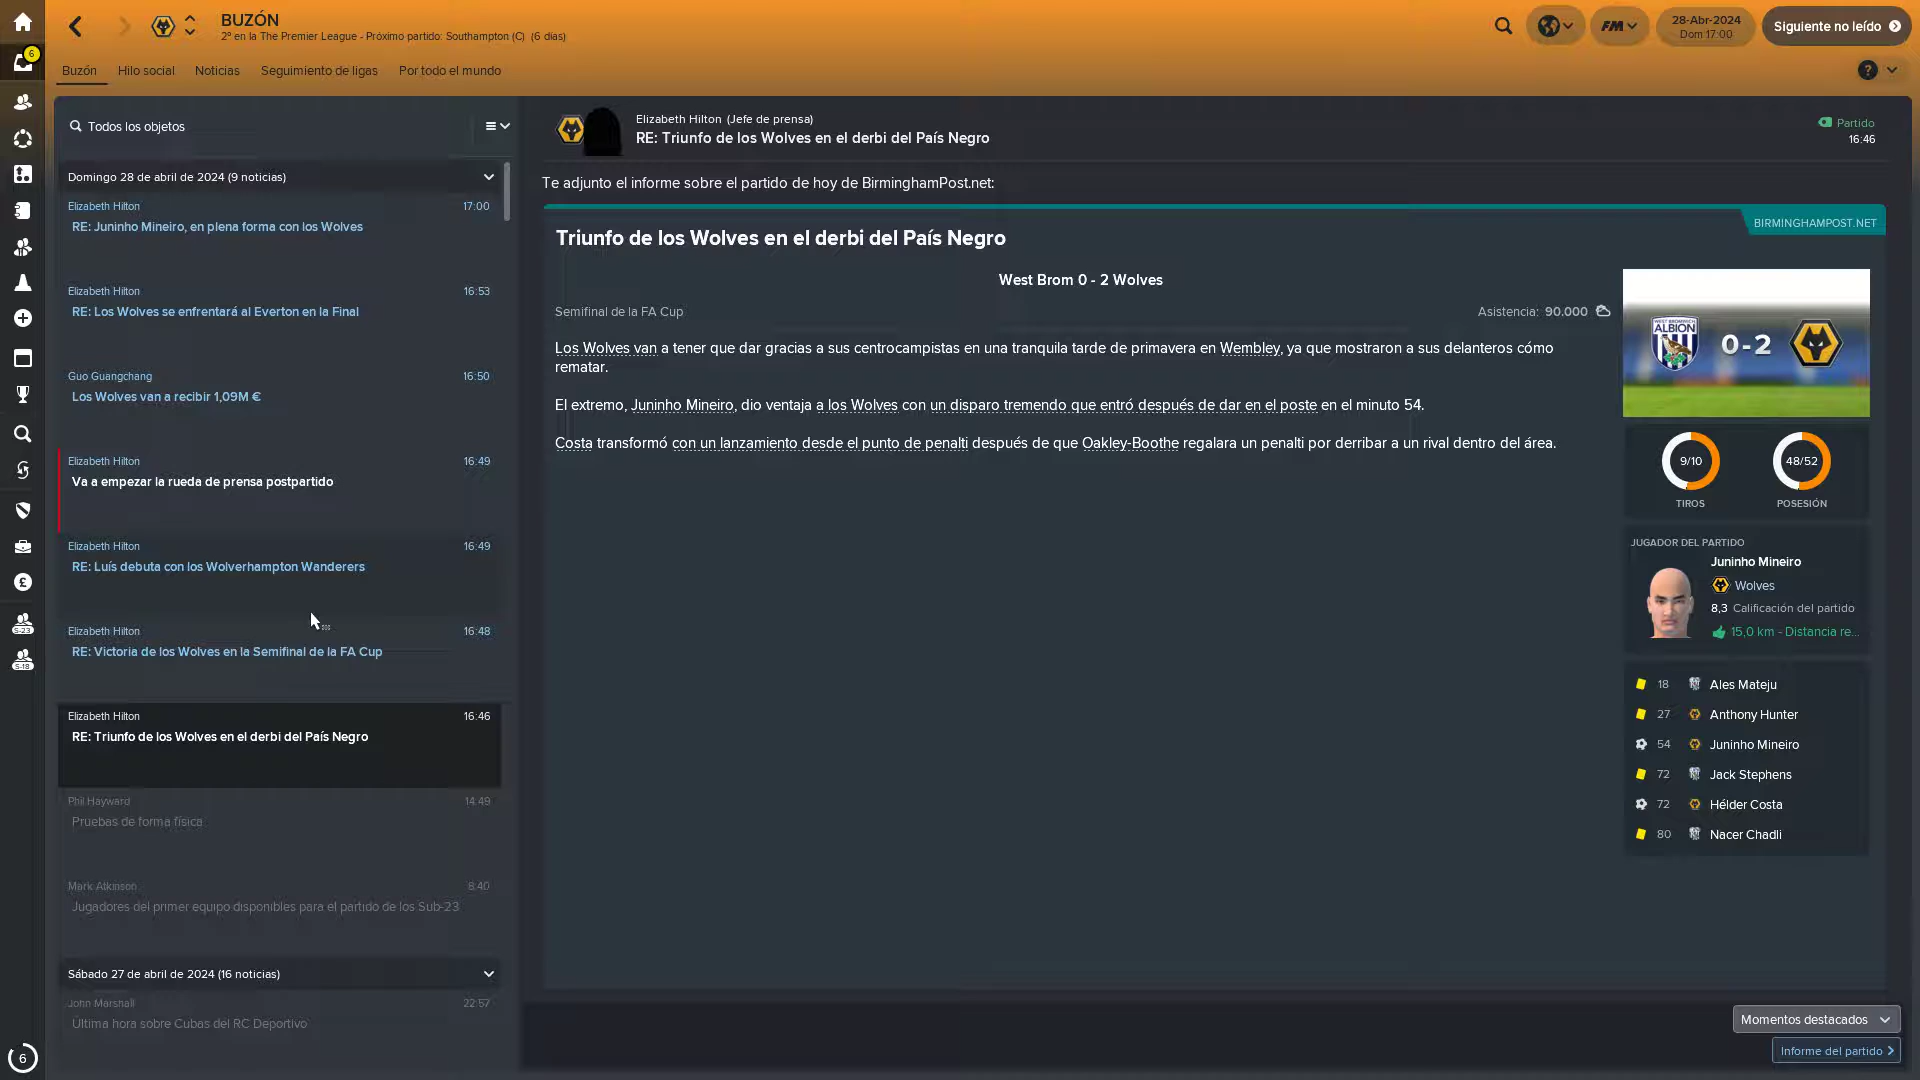 6
BUZÓN
2º en la The Premier League - Próximo partido: Southampton (C) (6 días)
FM
28-Abr-2024
Dom 17:00
Siguiente no leído
Buzón
Hilo social
Noticias
Seguimiento de ligas
Por todo el mundo
?
Todos los objetos
Domingo 28 de abril de 2024 (9 noticias)
Elizabeth Hilton 17:00
RE: Juninho Mineiro, en plena forma con los Wolves
Elizabeth Hilton 16:53
RE: Los Wolves se enfrentará al Everton en la Final
Guo Guangchang 16:50
Los Wolves van a recibir 1,09M €
Elizabeth Hilton 16:49
Va a empezar la rueda de prensa postpartido
Elizabeth Hilton 16:49
RE: Luís debuta con los Wolverhampton Wanderers
Elizabeth Hilton 16:48
RE: Victoria de los Wolves en la Semifinal de la FA Cup
Elizabeth Hilton 16:46
RE: Triunfo de los Wolves en el derbi del País Negro
Phil Hayward 14:49
Pruebas de forma física
Mark Atkinson 8:40
Jugadores del primer equipo disponibles para el partido de los Sub-23
Sábado 27 de abril de 2024 (16 noticias)
John Marshall 22:57
Última hora sobre Cubas del RC Deportivo
S-23
S-18
6
Elizabeth Hilton (Jefe de prensa)
RE: Triunfo de los Wolves en el derbi del País Negro
Partido
16:46
Te adjunto el informe sobre el partido de hoy de BirminghamPost.net:
BIRMINGHAMPOST.NET
Triunfo de los Wolves en el derbi del País Negro
West Brom 0 - 2 Wolves
Semifinal de la FA Cup
Asistencia: 90.000
Los Wolves van a tener que dar gracias a sus centrocampistas en una tranquila tarde de primavera en Wembley, ya que mostraron a sus delanteros cómo
rematar.
El extremo, Juninho Mineiro, dio ventaja a los Wolves con un disparo tremendo que entró después de dar en el poste en el minuto 54.
Costa transformó con un lanzamiento desde el punto de penalti después de que Oakley-Boothe regalara un penalti por derribar a un rival dentro del área.
WEST BROMWICH
ALBION
0-2
9/10
TIROS
48/52
POSESIÓN
JUGADOR DEL PARTIDO
Juninho Mineiro
Wolves
8,3 Calificación del partido
15,0 km - Distancia re...
18 Ales Mateju
27 Anthony Hunter
54 Juninho Mineiro
72 Jack Stephens
72 Hélder Costa
80 Nacer Chadli
Momentos destacados
Informe del partido